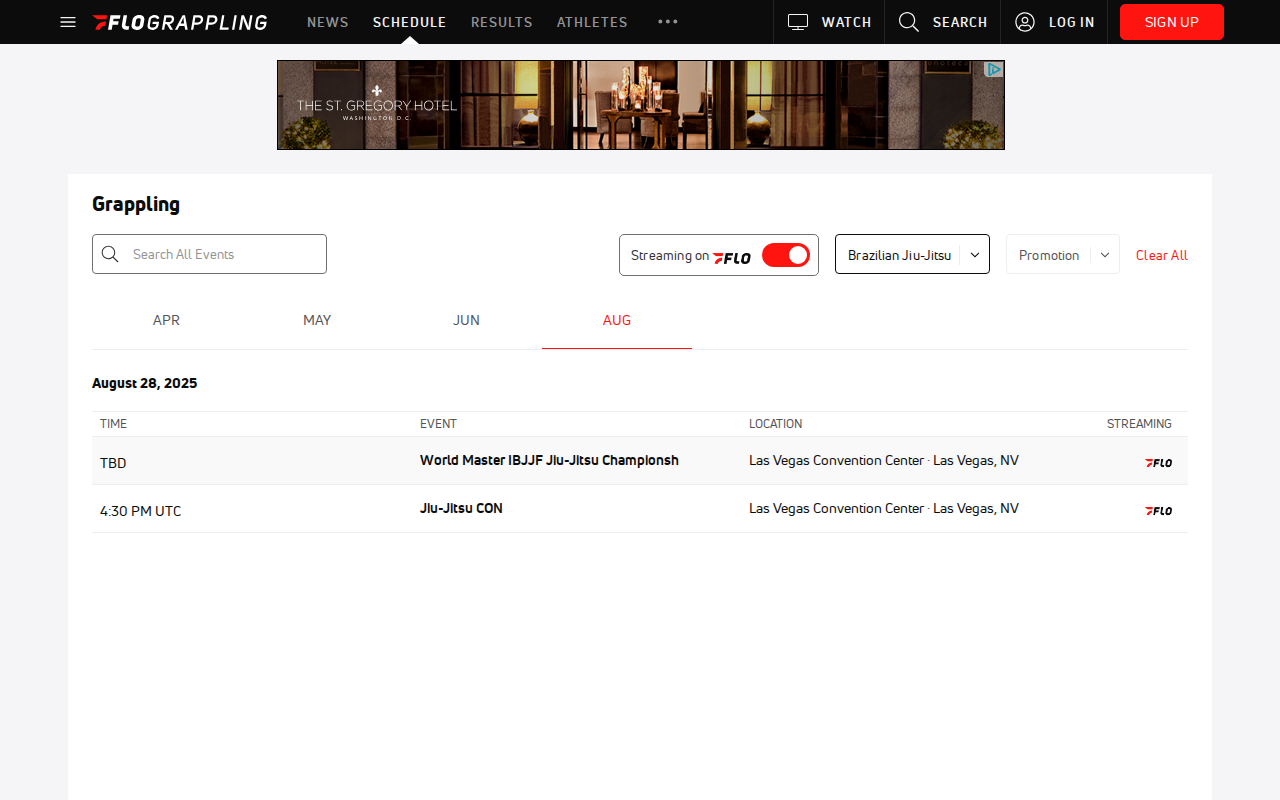 FLOGRAPPLING NEWS SCHEDULE RESULTS ATHLETES WATCH SEARCH LOG IN SIGN UP
THE ST. GREGORY HOTEL
WASHINGTON D.C.
Grappling
Search All Events Streaming on FLO Brazilian Jiu-Jitsu Promotion Clear All
APR MAY JUN AUG
August 28, 2025
TIME EVENT LOCATION STREAMING
TBD World Master IBJJF Jiu-Jitsu Championsh Las Vegas Convention Center · Las Vegas, NV FLO
4:30 PM UTC Jiu-Jitsu CON Las Vegas Convention Center · Las Vegas, NV FLO